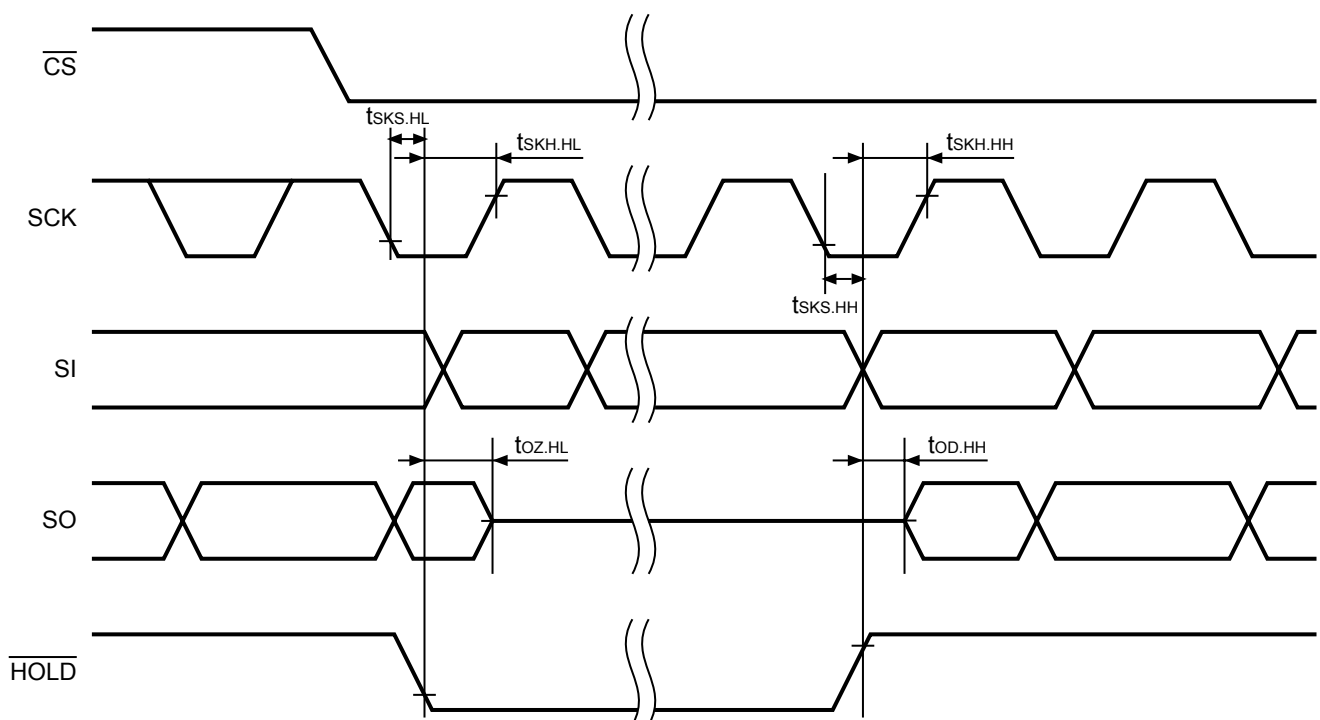 CS
tSKS.HL
tSKH.HL
tSKH.HH
SCK
tSKS.HH
SI
tOZ.HL
tOD.HH
SO
HOLD